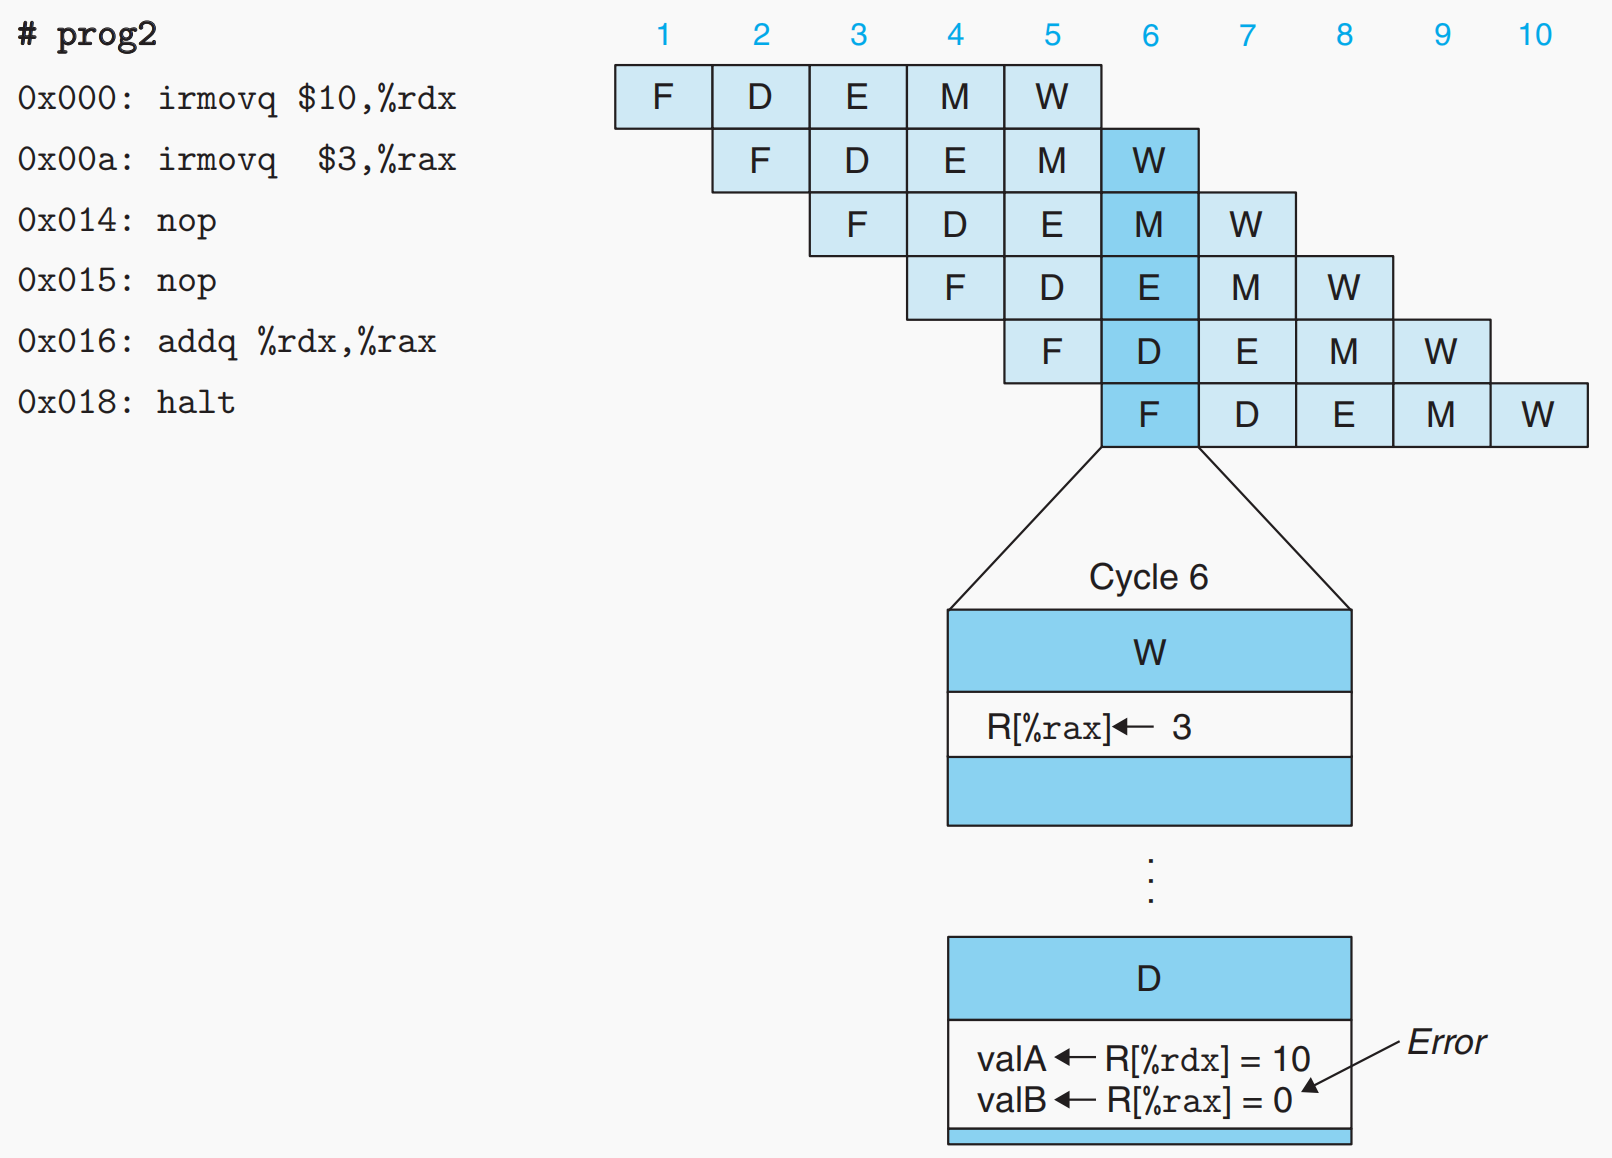 # prog2
1 2 3 4 5 6 7 8 9 10
0x000: irmovq $10,%rdx F D E M W
0x00a: irmovq  $3,%rax F D E M W
0x014: nop F D E M W
0x015: nop F D E M W
0x016: addq %rdx,%rax F D E M W
0x018: halt F D E M W
Cycle 6
W
R[%rax] ← 3
.
.
.
D
valA ← R[%rdx] = 10
valB ← R[%rax] = 0
Error